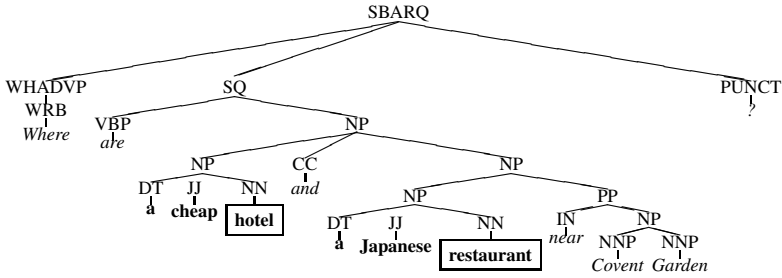 SBARQ
WHADVP SQ PUNCT
WRB VBP NP ?
Where are
NP CC NP
DT JJ NN and NP PP
a cheap hotel
DT JJ NN IN NP
a Japanese restaurant near NNP NNP
Covent Garden